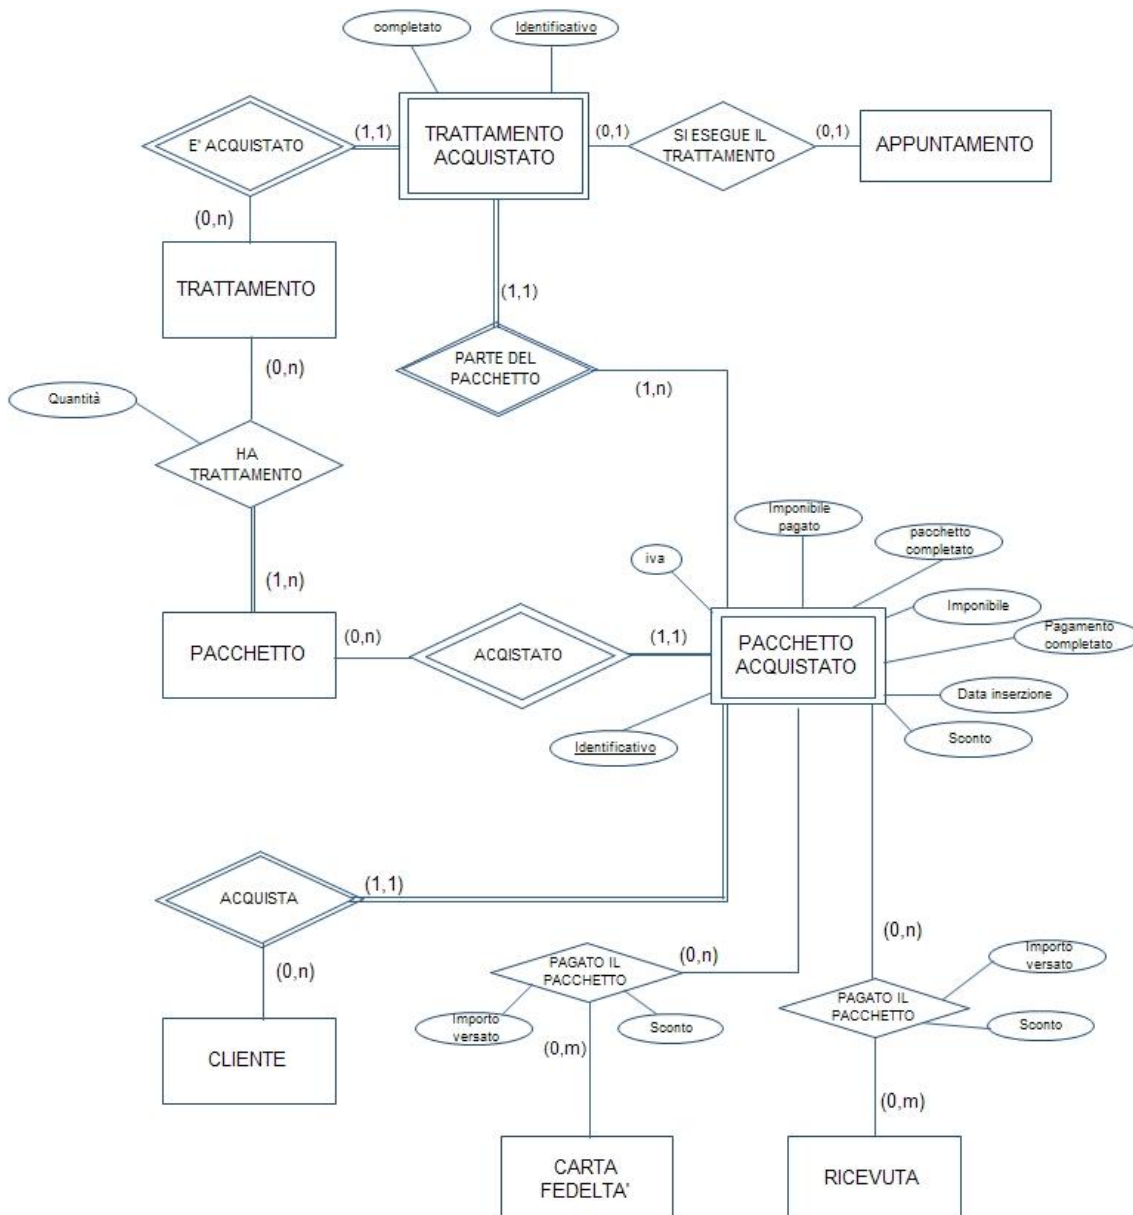 completato
Identificativo
E' ACQUISTATO
(1,1)
TRATTAMENTO
ACQUISTATO
(0,1)
SI ESEGUE IL
TRATTAMENTO
(0,1)
APPUNTAMENTO
(0,n)
TRATTAMENTO
(1,1)
(0,n)
PARTE DEL
PACCHETTO
(1,n)
Quantità
HA
TRATTAMENTO
(1,n)
Imponibile
pagato
pacchetto
completato
iva
Imponibile
Pagamento
completato
PACCHETTO
(0,n)
ACQISTATO
(1,1)
PACCHETTO
ACQUISTATO
Data inserzione
Sconto
Identificativo
ACQUISTA
(1,1)
(0,n)
CLIENTE
PAGATO IL
PACCHETTO
(0,n)
Importo
versato
Sconto
(0,m)
CARTA
FEDELTA'
(0,n)
PAGATO IL
PACCHETTO
Importo
versato
Sconto
(0,m)
RICEVUTA